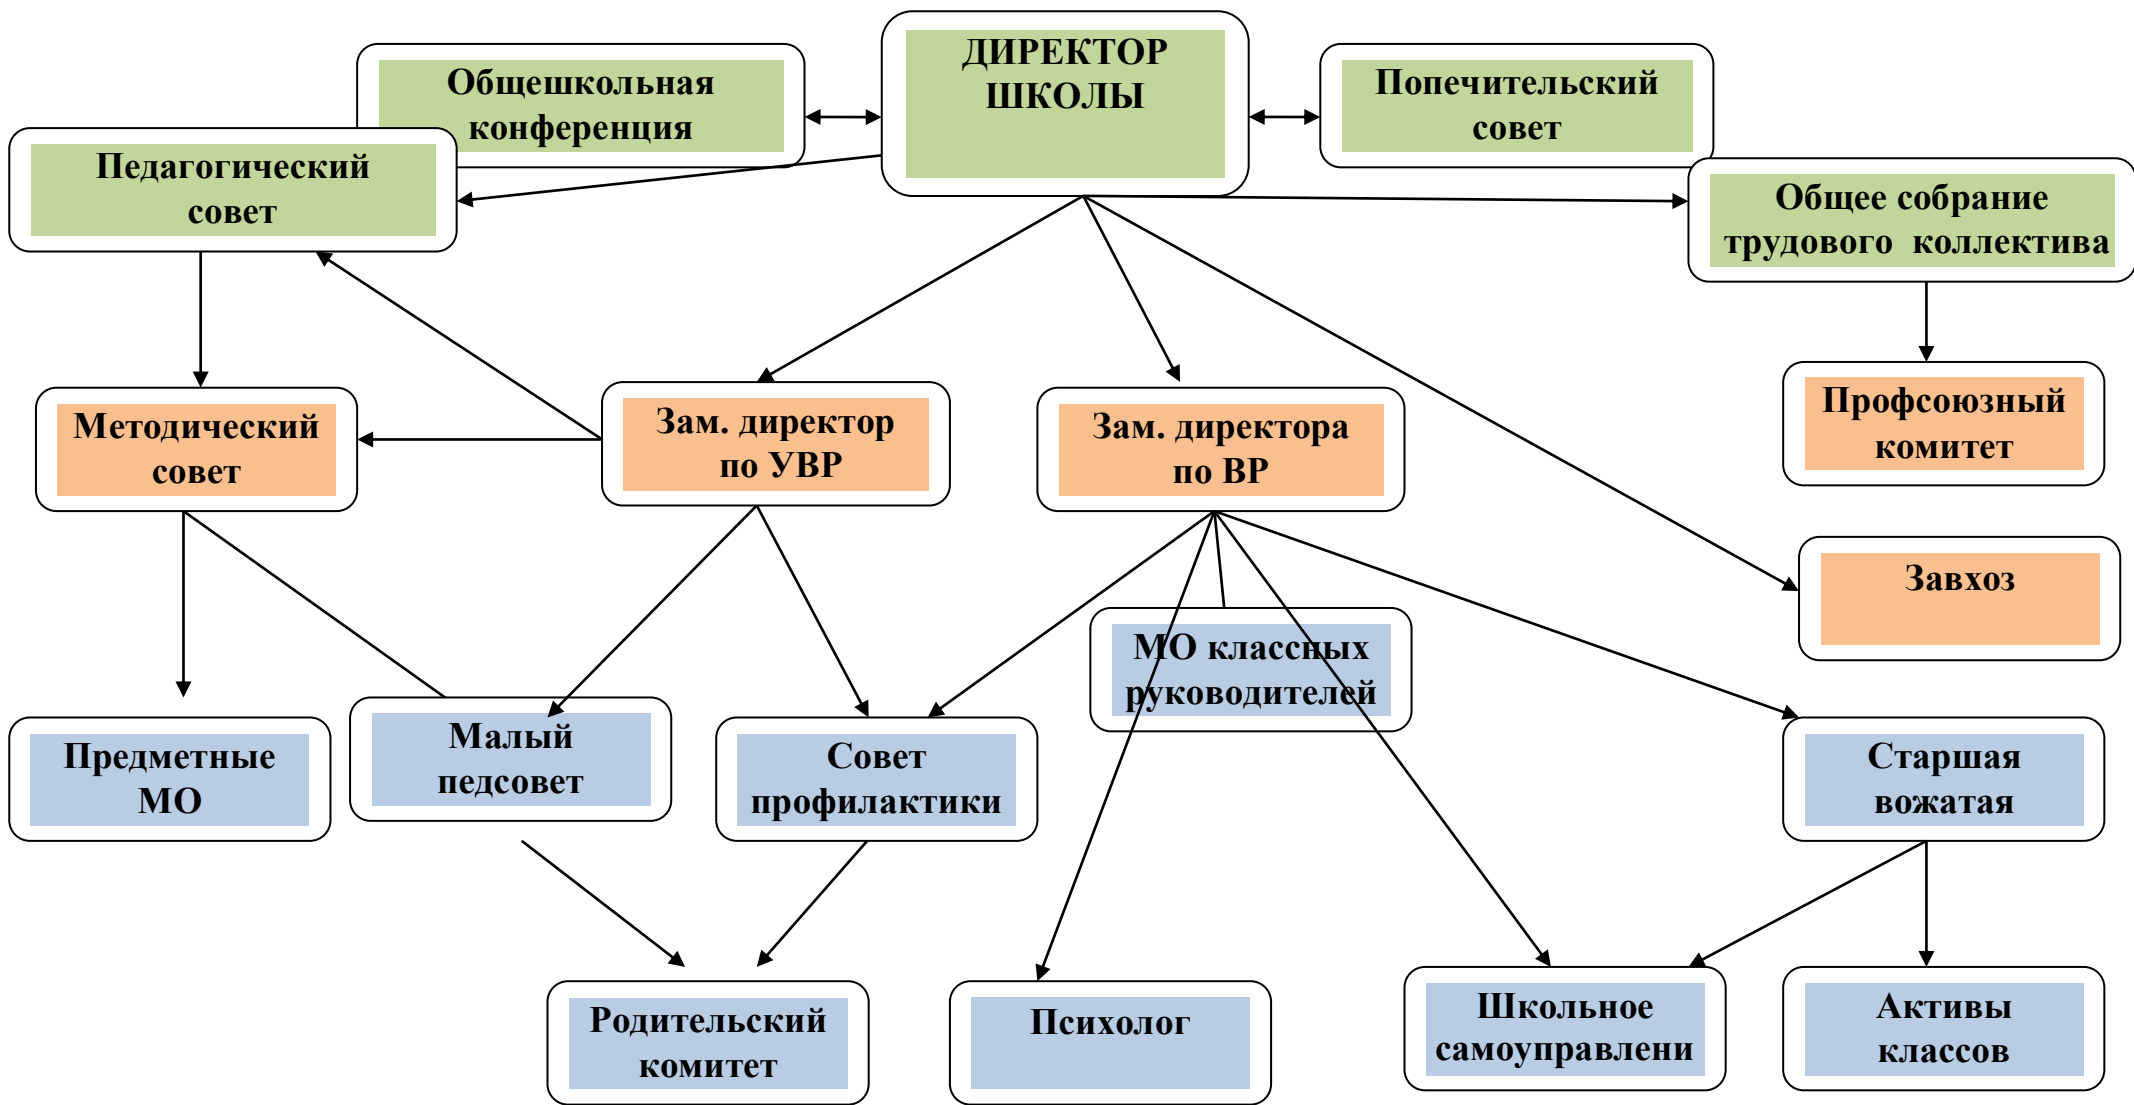 ДИРЕКТОР
ШКОЛЫ
Общешкольная
конференция
Попечительский
совет
Педагогический
совет
Общее собрание
трудового коллектива
Методический
совет
Зам. директор
по УВР
Зам. директора
по ВР
Профсоюзный
комитет
Завхоз
МО классных
руководителей
Предметные
МО
Малый
педсовет
Совет
профилактики
Старшая
вожатая
Родительский
комитет
Психолог
Школьное
самоуправлени
Активы
классов